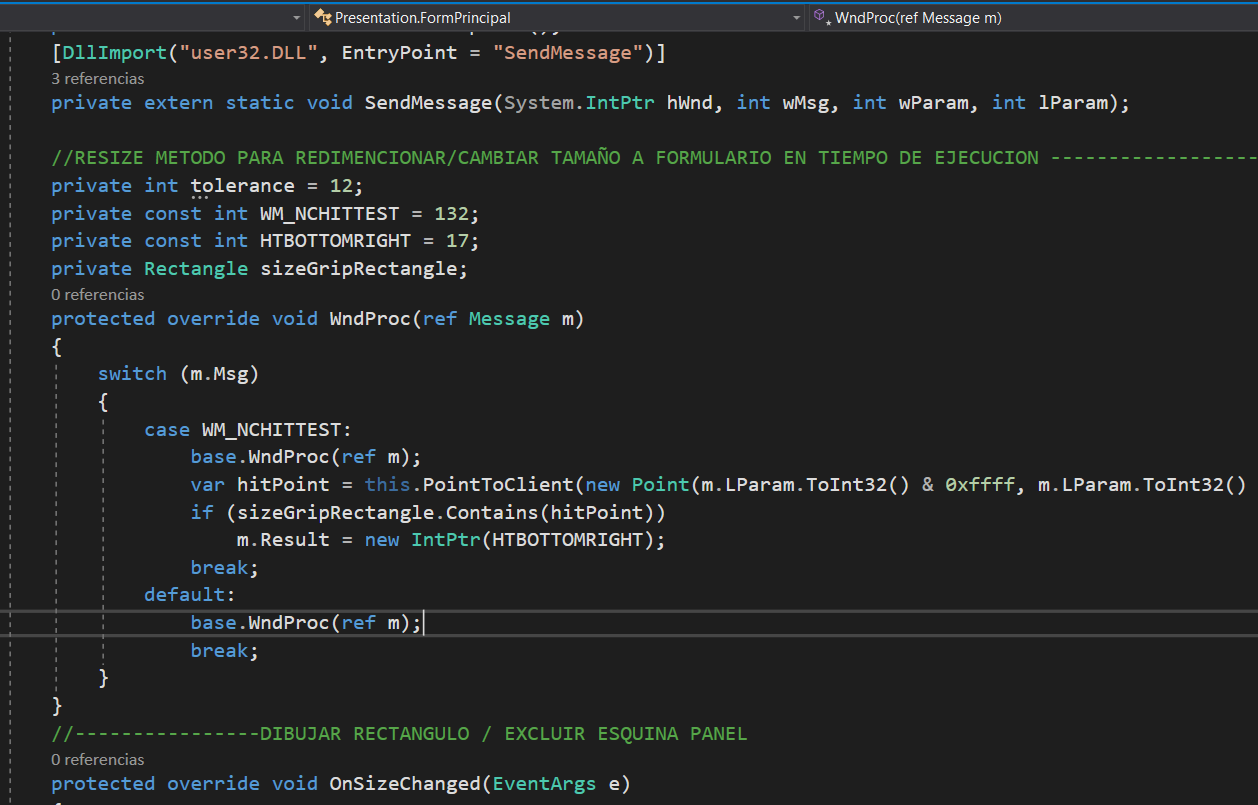 Presentation.FormPrincipal WndProc(ref Message m)
[DllImport("user32.DLL", EntryPoint = "SendMessage")]
3 referencias
private extern static void SendMessage(System.IntPtr hWnd, int wMsg, int wParam, int lParam);
//RESIZE METODO PARA REDIMENCIONAR/CAMBIAR TAMAÑO A FORMULARIO EN TIEMPO DE EJECUCION ------------------
private int tolerance = 12;
private const int WM_NCHITTEST = 132;
private const int HTBOTTOMRIGHT = 17;
private Rectangle sizeGripRectangle;
0 referencias
protected override void WndProc(ref Message m)
{
switch (m.Msg)
{
case WM_NCHITTEST:
base.WndProc(ref m);
var hitPoint = this.PointToClient(new Point(m.LParam.ToInt32() & 0xffff, m.LParam.ToInt32()
if (sizeGripRectangle.Contains(hitPoint))
m.Result = new IntPtr(HTBOTTOMRIGHT);
break;
default:
base.WndProc(ref m);
break;
}
}
//----------------DIBUJAR RECTANGULO / EXCLUIR ESQUINA PANEL
0 referencias
protected override void OnSizeChanged(EventArgs e)